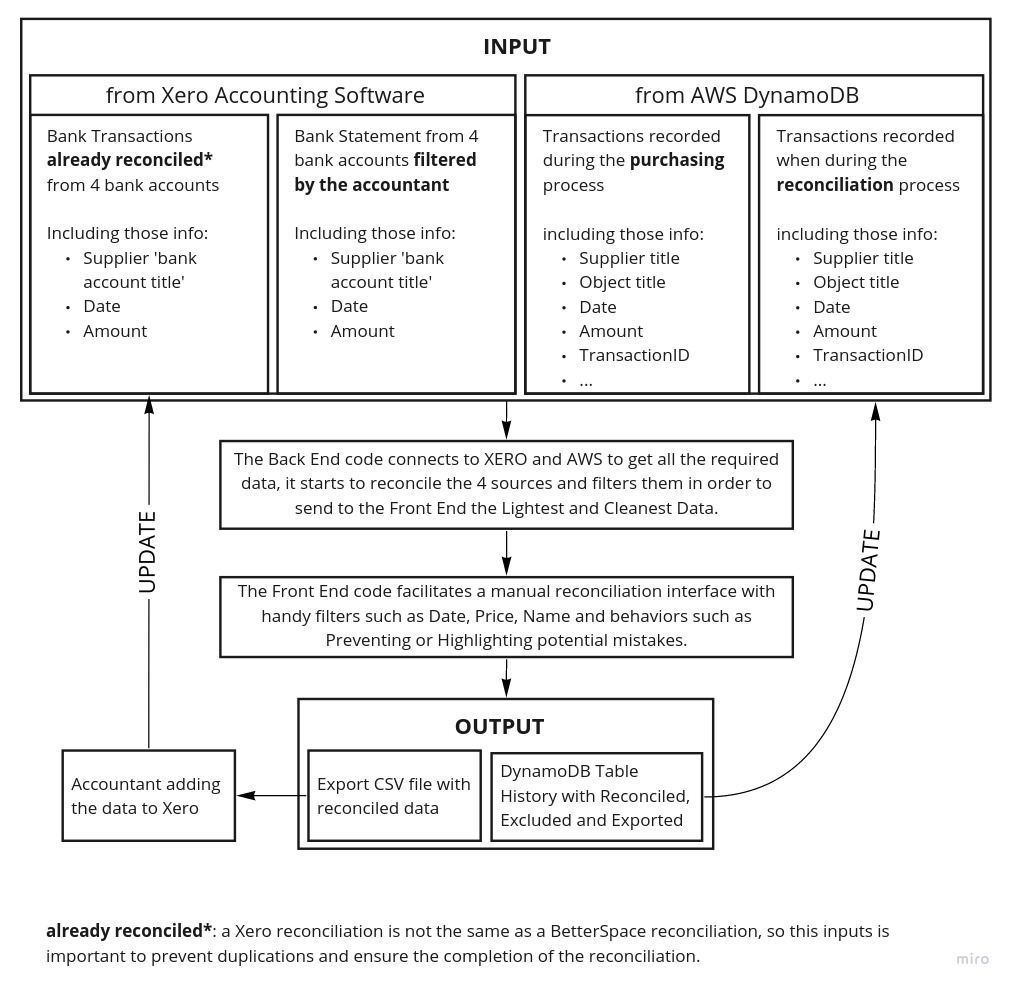 INPUT
from Xero Accounting Software
Bank Transactions
already reconciled*
from 4 bank accounts
Including those info:
• Supplier 'bank
account title'
• Date
• Amount
Bank Statement from 4
bank accounts filtered
by the accountant
Including those info:
• Supplier 'bank
account title'
• Date
• Amount
from AWS DynamoDB
Transactions recorded
during the purchasing
process
including those info:
• Supplier title
• Object title
• Date
• Amount
• TransactionID
• ...
Transactions recorded
when during the
reconciliation process
including those info:
• Supplier title
• Object title
• Date
• Amount
• TransactionID
• ...
The Back End code connects to XERO and AWS to get all the required
data, it starts to reconcile the 4 sources and filters them in order to
send to the Front End the Lightest and Cleanest Data.
UPDATE
UPDATE
The Front End code facilitates a manual reconciliation interface with
handy filters such as Date, Price, Name and behaviors such as
Preventing or Highlighting potential mistakes.
OUTPUT
Accountant adding
the data to Xero
Export CSV file with
reconciled data
DynamoDB Table
History with Reconciled,
Excluded and Exported
already reconciled*: a Xero reconciliation is not the same as a BetterSpace reconciliation, so this inputs is
important to prevent duplications and ensure the completion of the reconciliation.
miro